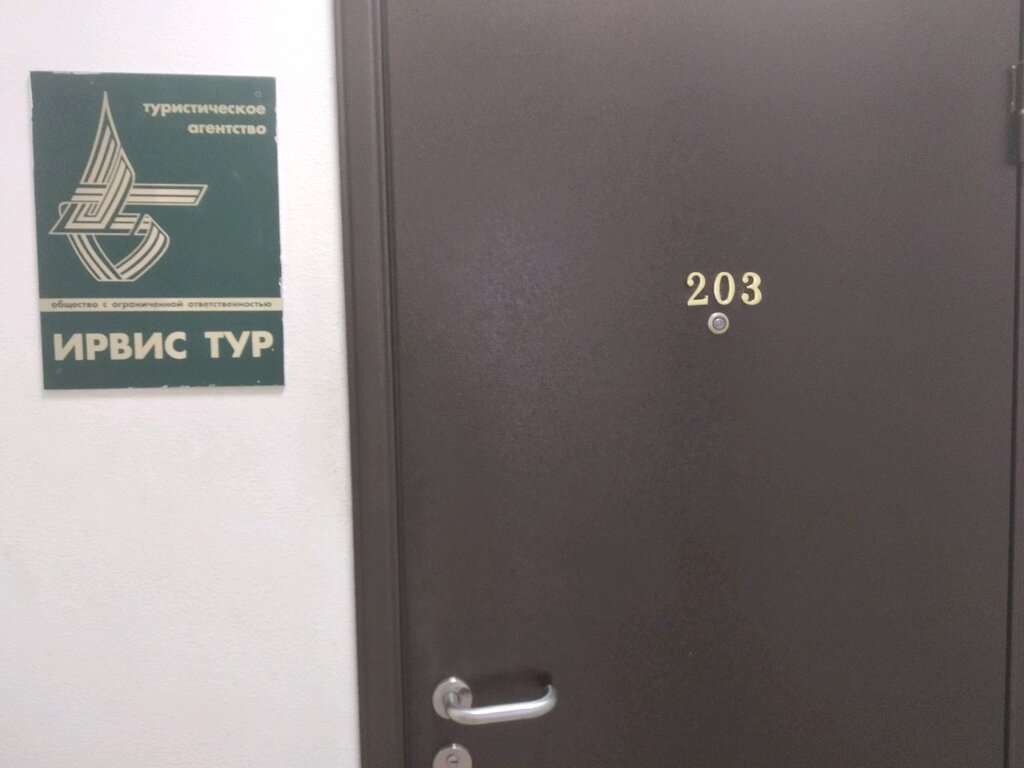 туристическое
агентство
общество с ограниченной ответственностью
ИРВИС ТУР
203